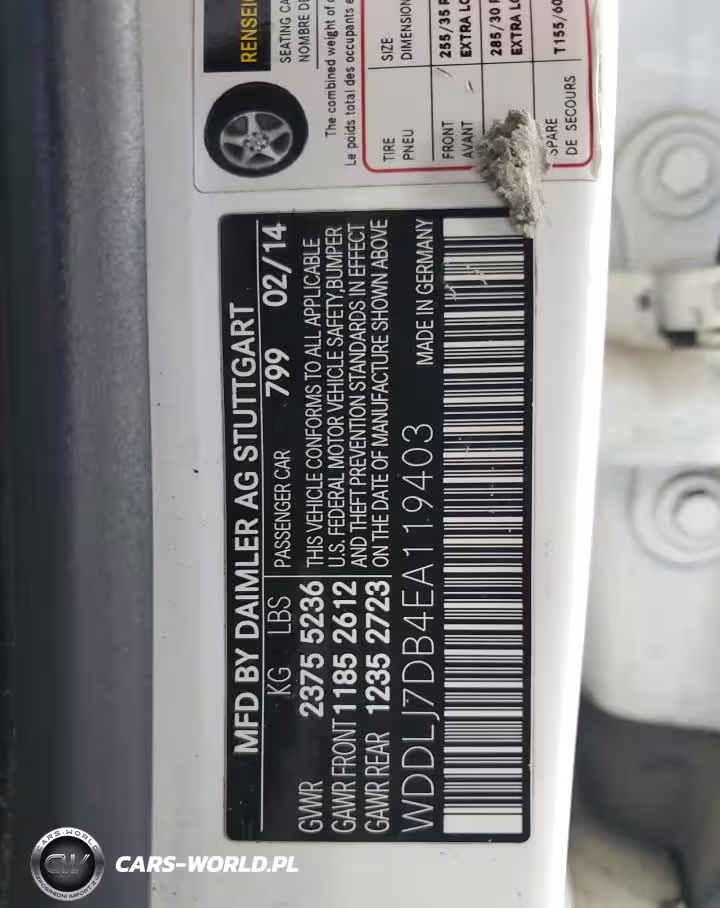 RENSEI
SEATING CA
NOMBRE DE
The combined weight of
Le poids total des occupants e
TIRE SIZE
PNEU DIMENSION
FRONT 255/35 R
AVANT EXTRA LO
285/30 R
EXTRA LO
SPARE T155/60
DE SECOURS
MFD BY DAIMLER AG STUTTGART
KG LBS PASSENGER CAR 799 02/14
GVWR 2375 5236
GAWR FRONT 1185 2612
GAWR REAR 1235 2723
THIS VEHICLE CONFORMS TO ALL APPLICABLE
U.S. FEDERAL MOTOR VEHICLE SAFETY,BUMPER
AND THEFT PREVENTION STANDARDS IN EFFECT
ON THE DATE OF MANUFACTURE SHOWN ABOVE
WDDLJ7DB4EA119403 MADE IN GERMANY
CARS-WORLD
CW
CARS-WORLD.PL